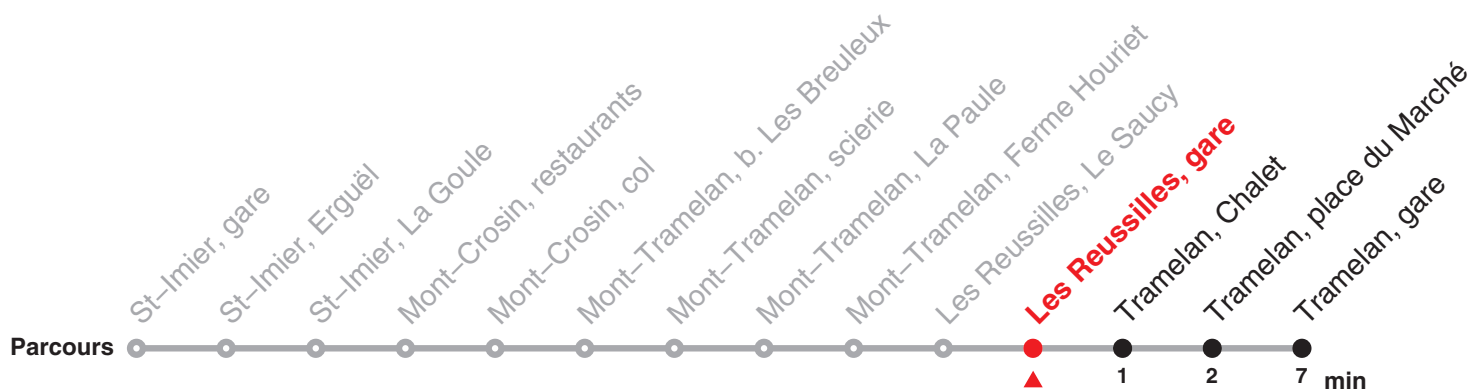 St–Imier, gare
St–Imier, Erguël
St–Imier, La Goule
Mont–Crosin, restaurants
Mont–Crosin, col
Mont–Tramelan, b. Les Breuleux
Mont–Tramelan, scierie
Mont–Tramelan, La Paule
Mont–Tramelan, Ferme Houriet
Les Reussilles, Le Saucy
Les Reussilles, gare
Tramelan, Chalet
Tramelan, place du Marché
Tramelan, gare
Parcours
1 2 7 min